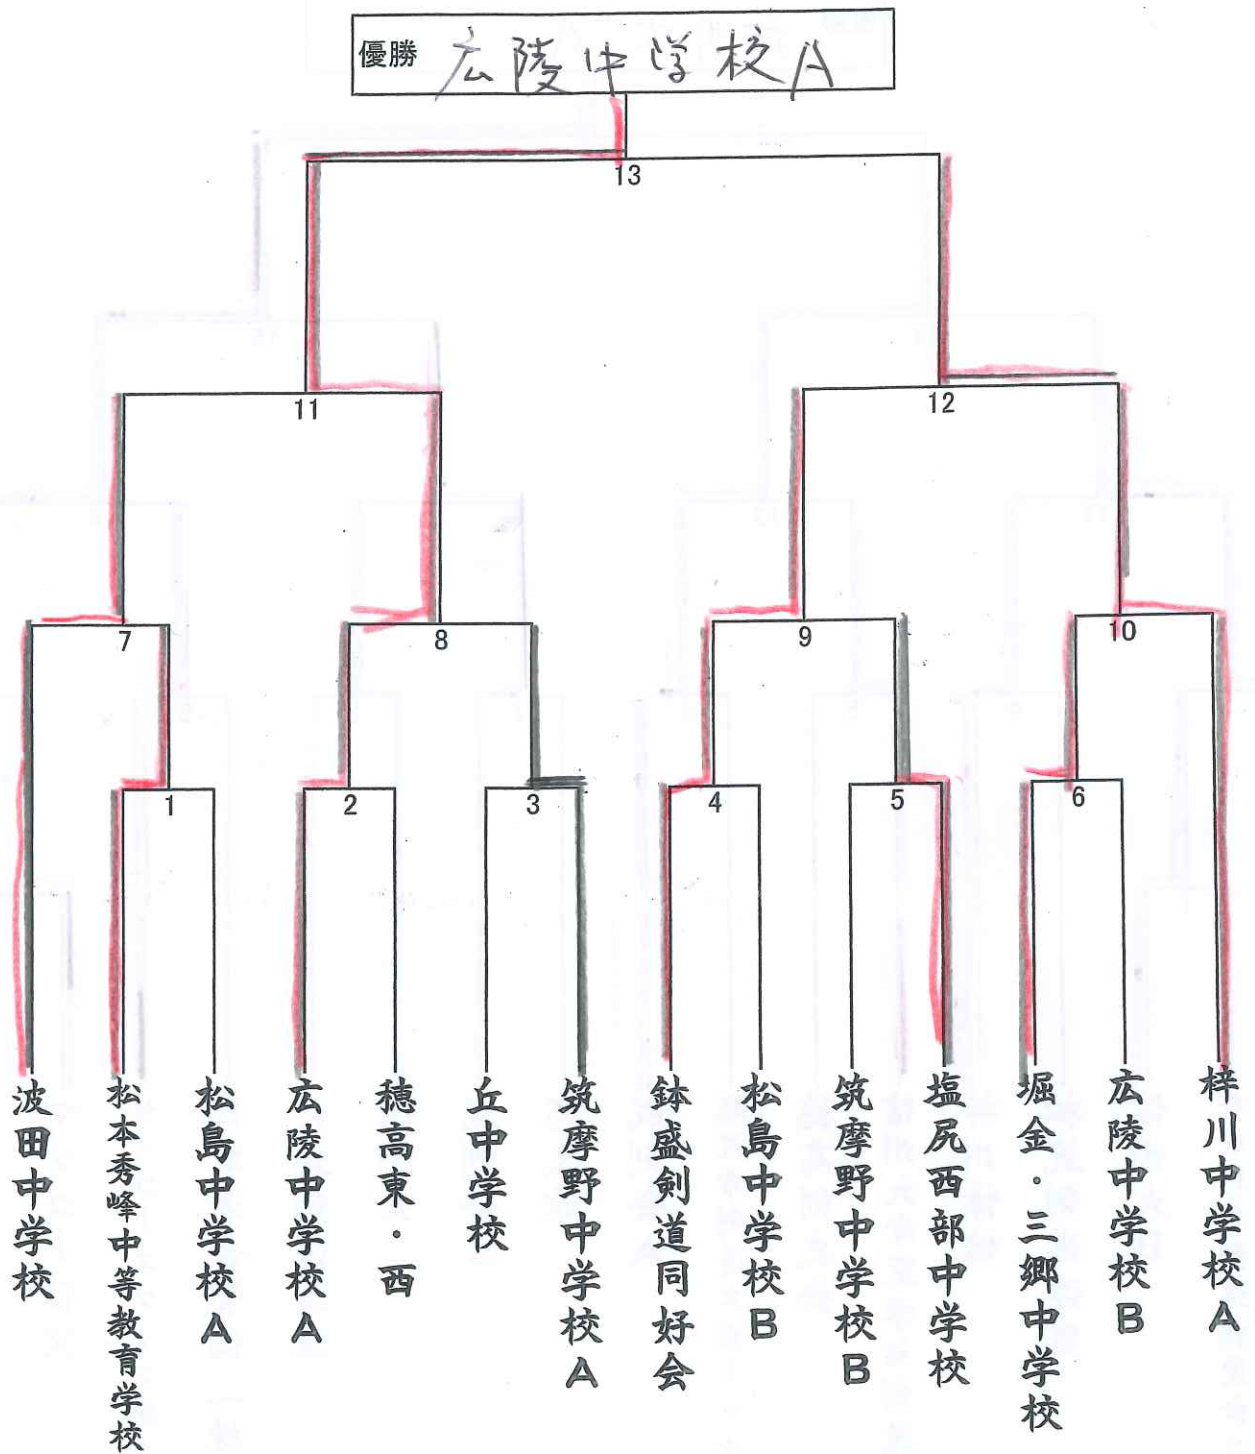 優勝 広陵中学校A
13
11
12
7
8
9
10
1
2
3
4
5
6
波田中学校
松本秀峰中等教育学校
松島中学校A
広陵中学校A
穂高東・西
丘中学校
筑摩野中学校A
鉢盛剣道同好会
松島中学校B
筑摩野中学校B
塩尻西部中学校
堀金・三郷中学校
広陵中学校B
梓川中学校A